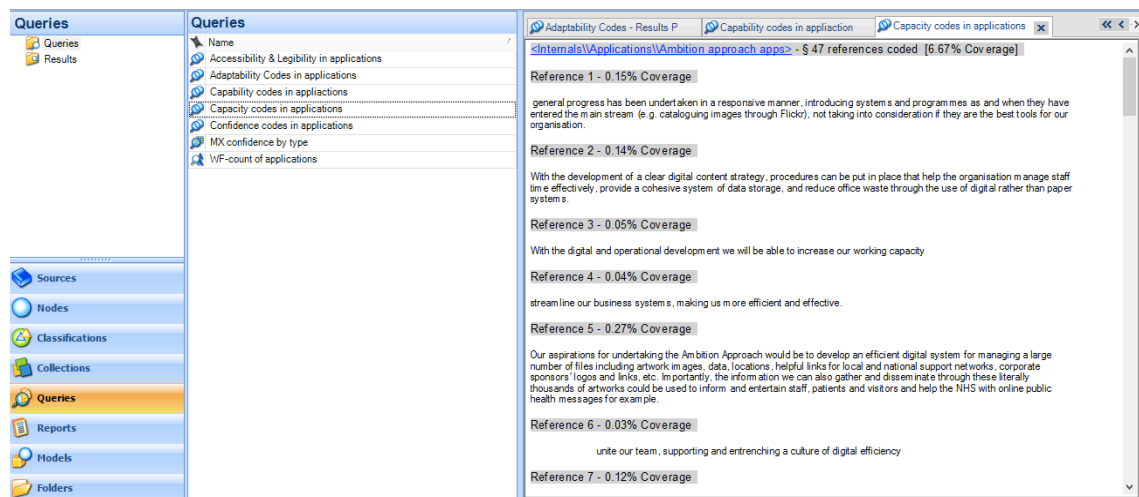 Queries
Queries
Results
Sources
Nodes
Classifications
Collections
Queries
Reports
Models
Folders
Queries
Name
Accessibility & Legibility in applications
Adaptability Codes in applications
Capability codes in appliactions
Capacity codes in applications
Confidence codes in applications
MX confidence by type
WF-count of applications
Adaptability Codes - Results P
Capability codes in appliaction
Capacity codes in applications
<Internals\\Applications\\Ambition approach apps> - § 47 references coded [6.67% Coverage]
Reference 1 - 0.15% Coverage
general progress has been undertaken in a responsive manner, introducing systems and programmes as and when they have
entered the main stream (e.g. cataloguing images through Flickr), not taking into consideration if they are the best tools for our
organisation.
Reference 2 - 0.14% Coverage
With the development of a clear digital content strategy, procedures can be put in place that help the organisation manage staff
time effectively, provide a cohesive system of data storage, and reduce office waste through the use of digital rather than paper
systems.
Reference 3 - 0.05% Coverage
With the digital and operational development we will be able to increase our working capacity
Reference 4 - 0.04% Coverage
streamline our business systems, making us more efficient and effective.
Reference 5 - 0.27% Coverage
Our aspirations for undertaking the Ambition Approach would be to develop an efficient digital system for managing a large
number of files including artwork images, data, locations, helpful links for local and national support networks, corporate
sponsors' logos and links, etc. Importantly, the information we can also gather and disseminate through these literally
thousands of artworks could be used to inform and entertain staff, patients and visitors and help the NHS with online public
health messages for example.
Reference 6 - 0.03% Coverage
unite our team, supporting and entrenching a culture of digital efficiency
Reference 7 - 0.12% Coverage